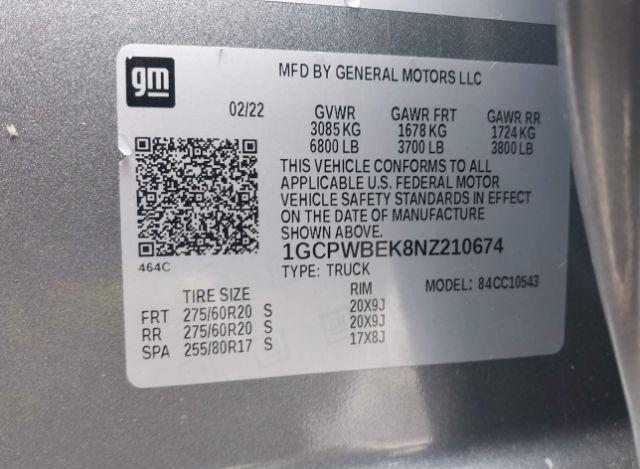 gm
MFD BY GENERAL MOTORS LLC
02/22 GVWR GAWR FRT GAWR RR
3085 KG 1678 KG 1724 KG
6800 LB 3700 LB 3800 LB
THIS VEHICLE CONFORMS TO ALL
APPLICABLE U.S. FEDERAL MOTOR
VEHICLE SAFETY STANDARDS IN EFFECT
ON THE DATE OF MANUFACTURE
SHOWN ABOVE.
1GCPWBEK8NZ210674
464C
TYPE: TRUCK MODEL: 84CC10543
TIRE SIZE RIM
FRT 275/60R20 S 20X9J
RR 275/60R20 S 20X9J
SPA 255/80R17 S 17X8J